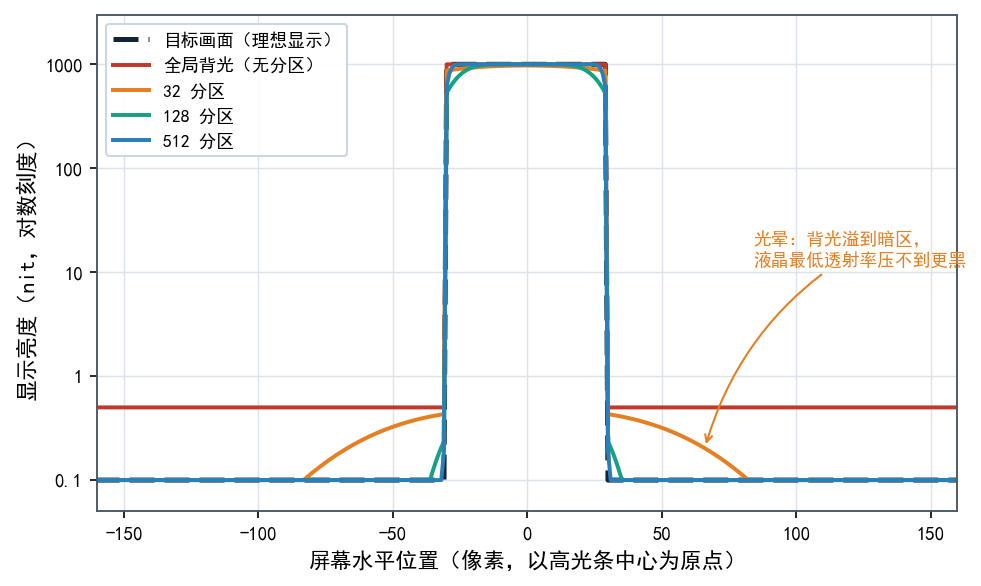 目标画面（理想显示）
全局背光（无分区）
32 分区
128 分区
512 分区
1000
100
10
1
0.1
显示亮度（nit, 对数刻度）
光晕：背光溢到暗区，
液晶最低透射率压不到更黑
−150
−100
−50
0
50
100
150
屏幕水平位置（像素，以高光条中心为原点）